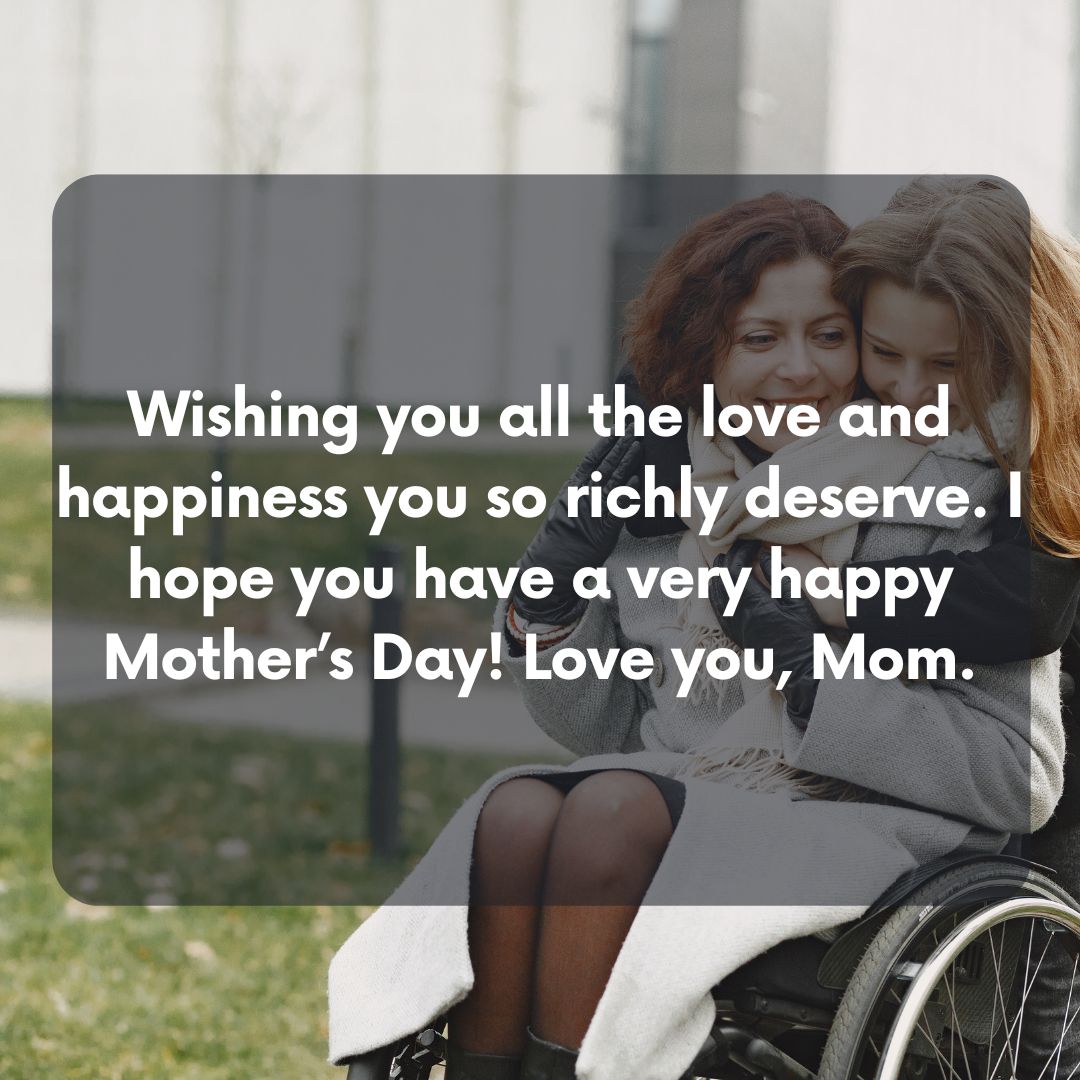 Wishing you all the love and
happiness you so richly deserve. I
hope you have a very happy
Mother’s Day! Love you, Mom.